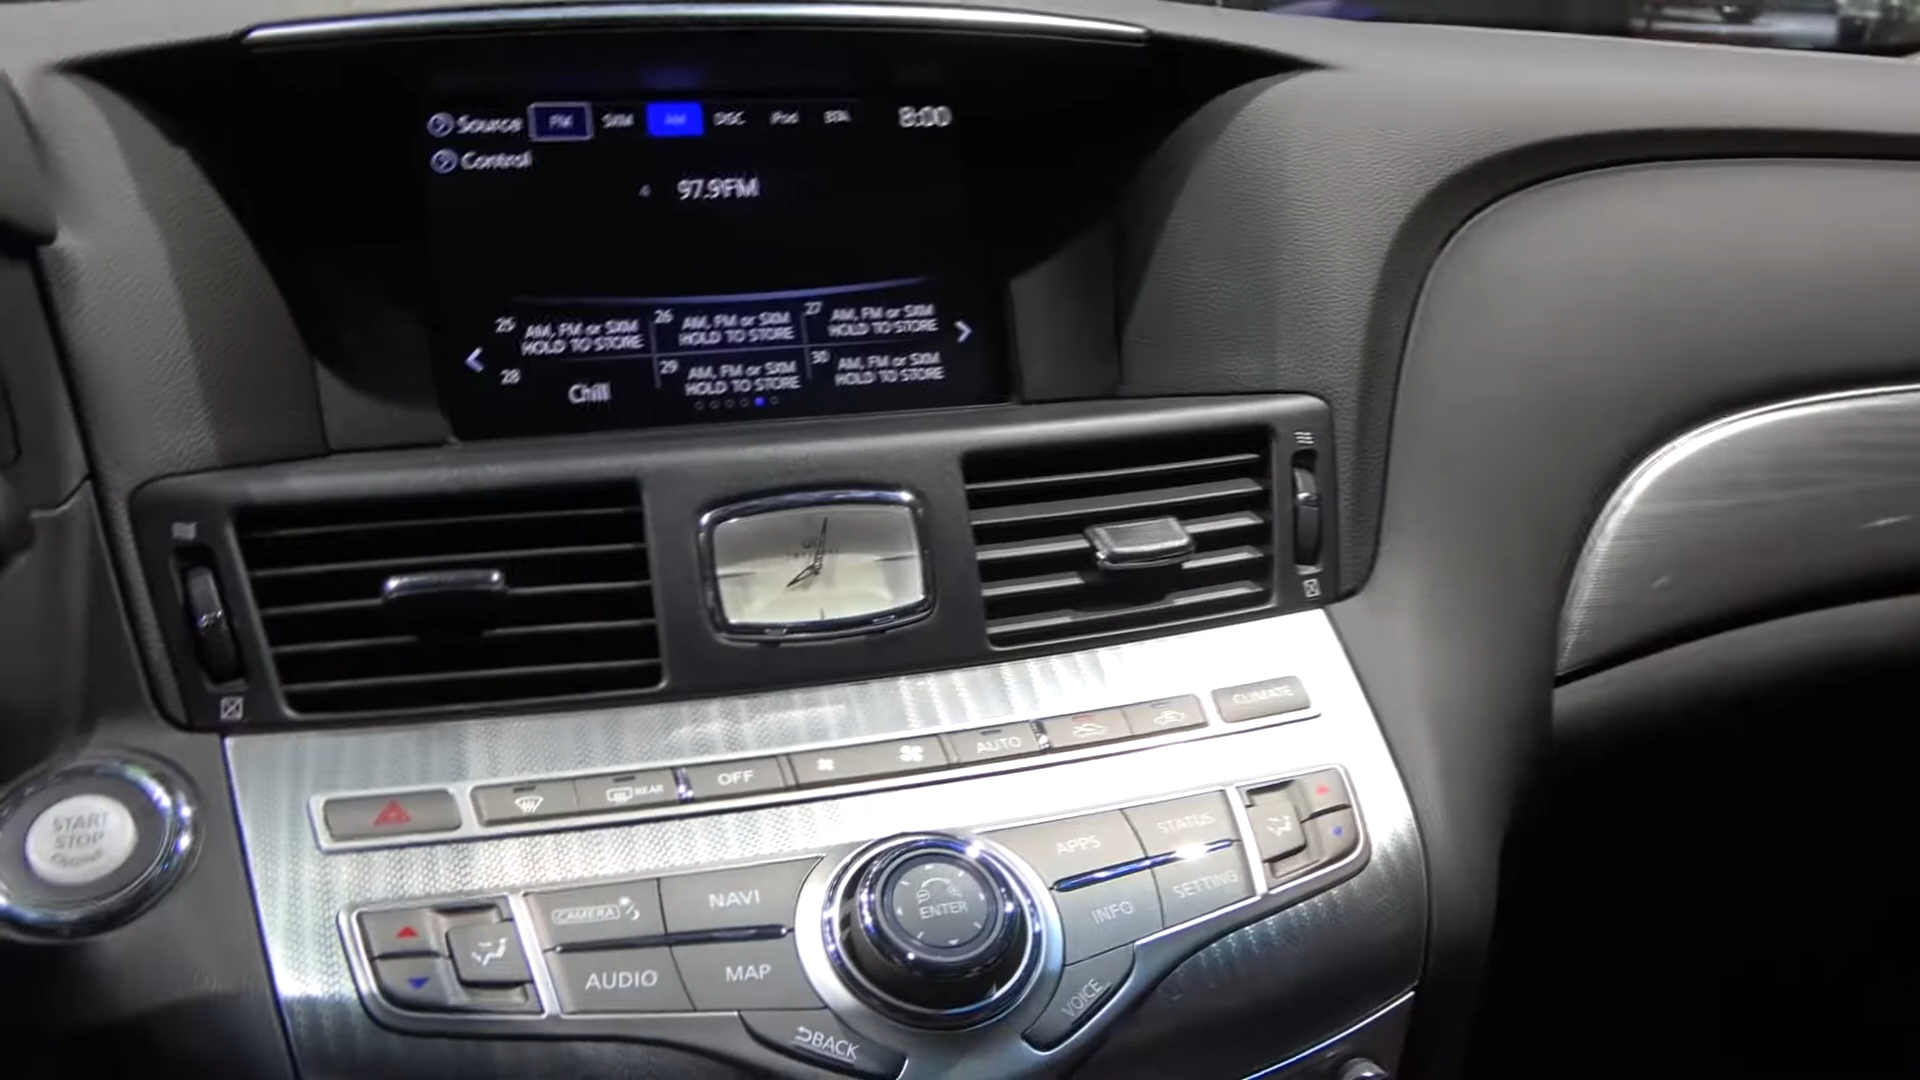 Source FM SXM AM DISC iPod 8:00
Control
97.9FM
25 AM, FM or SXM HOLD TO STORE
26 AM, FM or SXM HOLD TO STORE
27 AM, FM or SXM HOLD TO STORE
28 Chill
29 AM, FM or SXM HOLD TO STORE
30 AM, FM or SXM HOLD TO STORE
CLIMATE
REAR OFF AUTO
START
STOP
CAMERA NAVI
AUDIO MAP
ENTER
APPS STATUS
INFO SETTING
BACK
VOICE